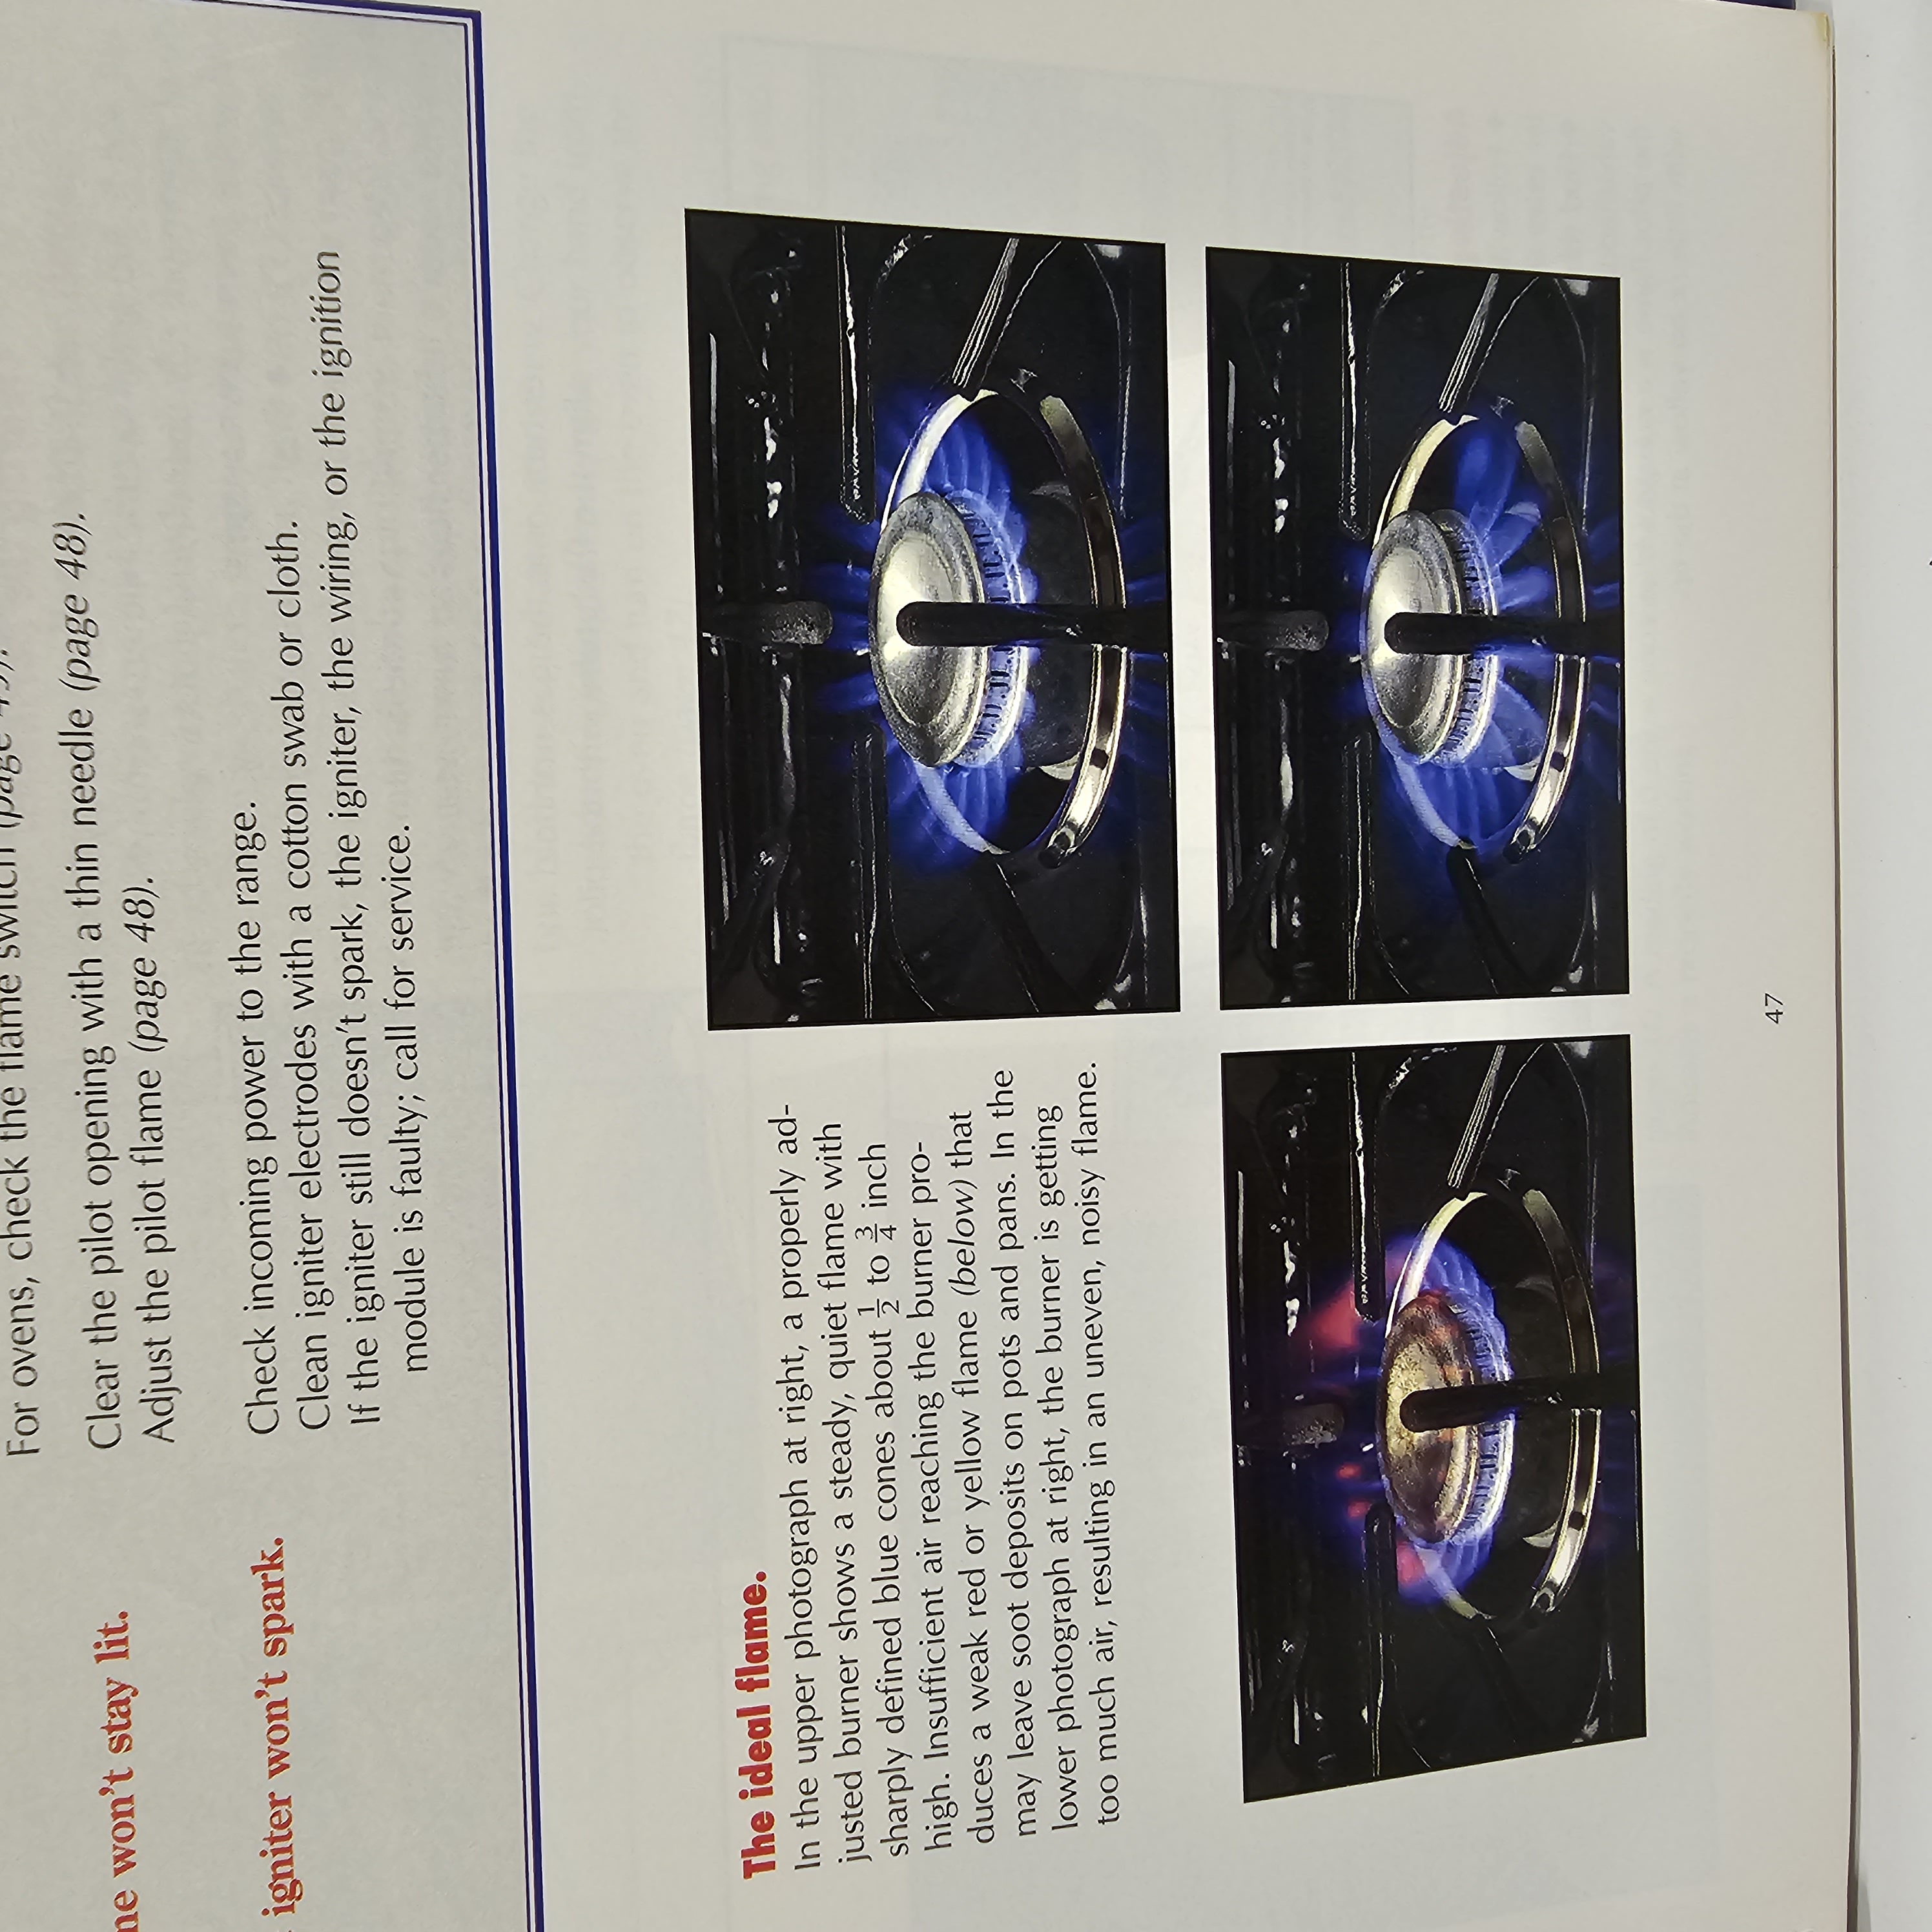 For ovens, check the flame switch (page
ne won't stay lit.
Clear the pilot opening with a thin needle (page 48).
Adjust the pilot flame (page 48).
igniter won't spark.
Check incoming power to the range.
Clean igniter electrodes with a cotton swab or cloth.
If the igniter still doesn't spark, the igniter, the wiring, or the ignition
module is faulty; call for service.
The ideal flame.
In the upper photograph at right, a properly ad-
justed burner shows a steady, quiet flame with
sharply defined blue cones about 1/2 to 3/4 inch
high. Insufficient air reaching the burner pro-
duces a weak red or yellow flame (below) that
may leave soot deposits on pots and pans. In the
lower photograph at right, the burner is getting
too much air, resulting in an uneven, noisy flame.
47